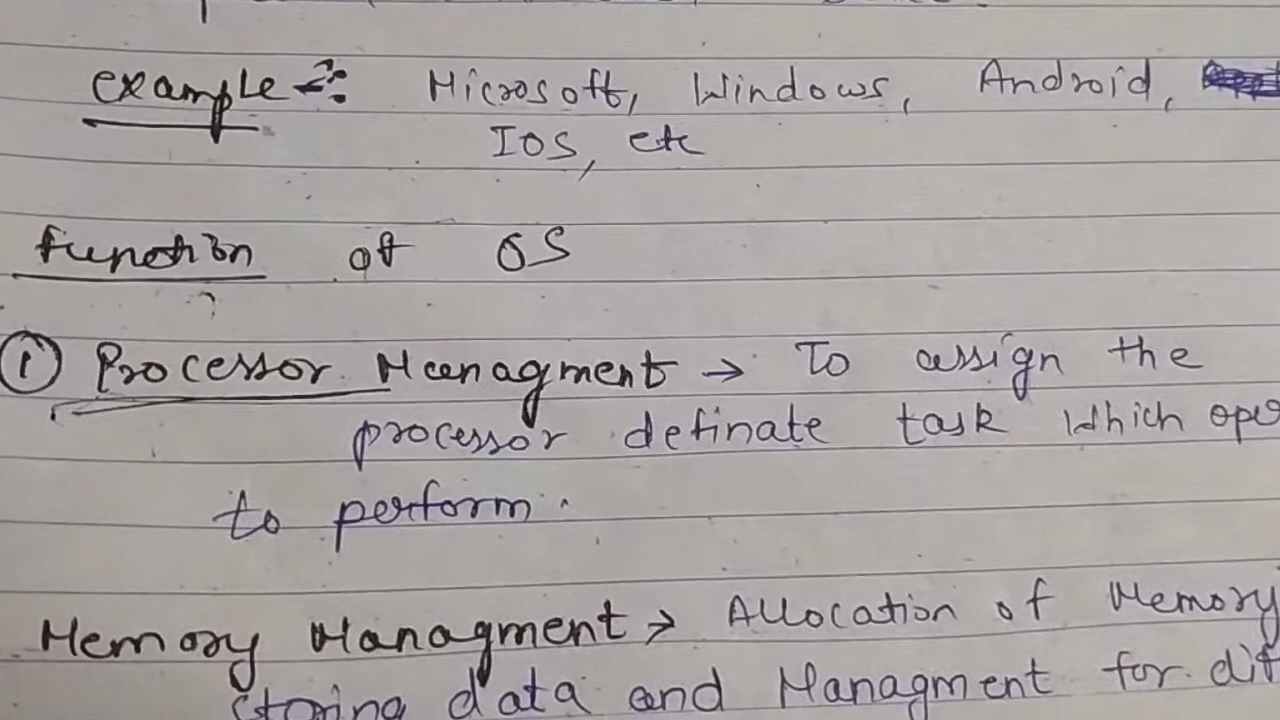 example :
Microsoft, Windows, Android,
IOS, etc
function of OS
① Processor Managment → To assign the
processor definate task which
to perform.
Memory Managment → Allocation of Memory
storing data and Managment for